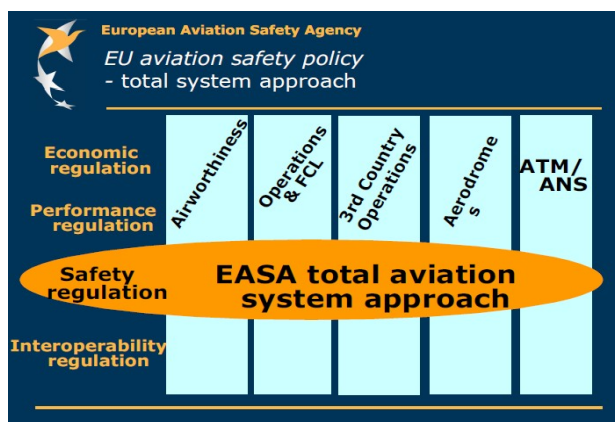 European Aviation Safety Agency
EU aviation safety policy
- total system approach
Economic
regulation
Performance
regulation
Safety
regulation
Interoperability
regulation
Airworthiness
Operations
& FCL
3rd Country
Operations
Aerodrome
s
ATM/
ANS
EASA total aviation
system approach